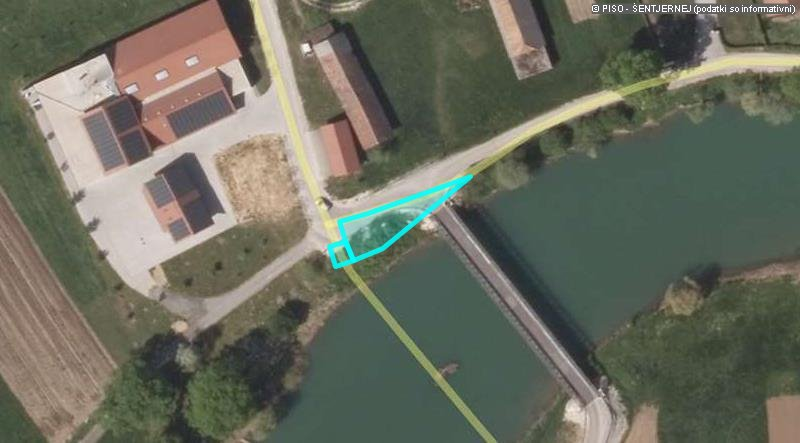 © PISO - ŠENTJERNEJ (podatki so informativni)